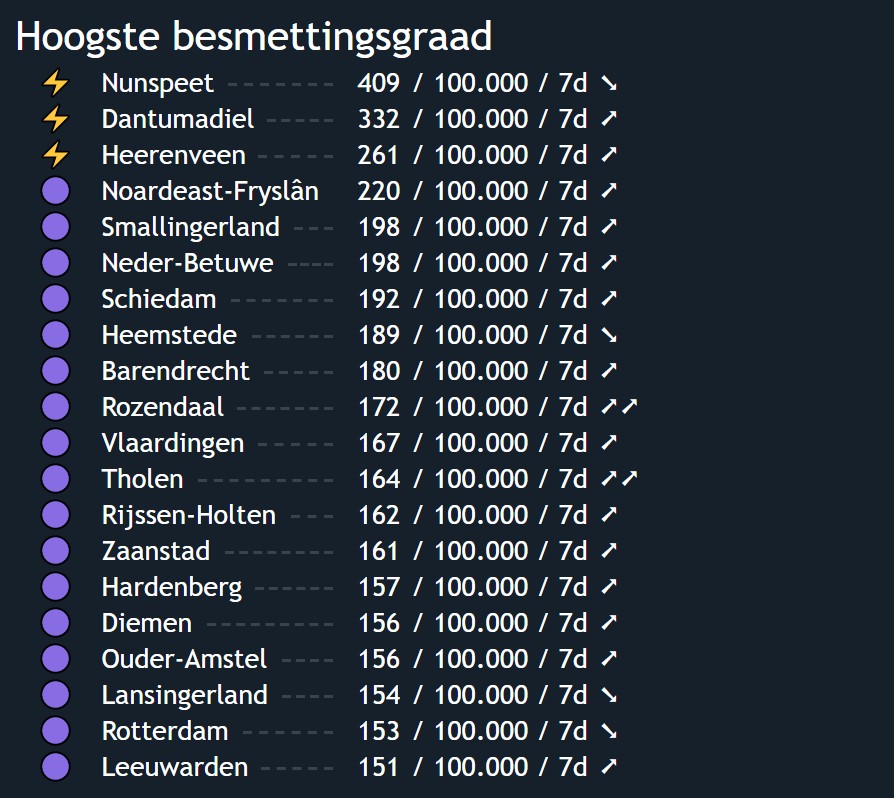 Hoogste besmettingsgraad
⚡ Nunspeet ------- 409 / 100.000 / 7d ➘
⚡ Dantumadiel ----- 332 / 100.000 / 7d ➚
⚡ Heerenveen ----- 261 / 100.000 / 7d ➚
🟣 Noardeast-Fryslân 220 / 100.000 / 7d ➚
🟣 Smallingerland --- 198 / 100.000 / 7d ➚
🟣 Neder-Betuwe ---- 198 / 100.000 / 7d ➚
🟣 Schiedam ------- 192 / 100.000 / 7d ➚
🟣 Heemstede ------ 189 / 100.000 / 7d ➘
🟣 Barendrecht ----- 180 / 100.000 / 7d ➚
🟣 Rozendaal ------- 172 / 100.000 / 7d ➚➚
🟣 Vlaardingen ------ 167 / 100.000 / 7d ➚
🟣 Tholen --------- 164 / 100.000 / 7d ➚➚
🟣 Rijssen-Holten --- 162 / 100.000 / 7d ➚
🟣 Zaanstad -------- 161 / 100.000 / 7d ➚
🟣 Hardenberg ------ 157 / 100.000 / 7d ➚
🟣 Diemen --------- 156 / 100.000 / 7d ➚
🟣 Ouder-Amstel ---- 156 / 100.000 / 7d ➚
🟣 Lansingerland ---- 154 / 100.000 / 7d ➘
🟣 Rotterdam ------ 153 / 100.000 / 7d ➘
🟣 Leeuwarden ----- 151 / 100.000 / 7d ➚